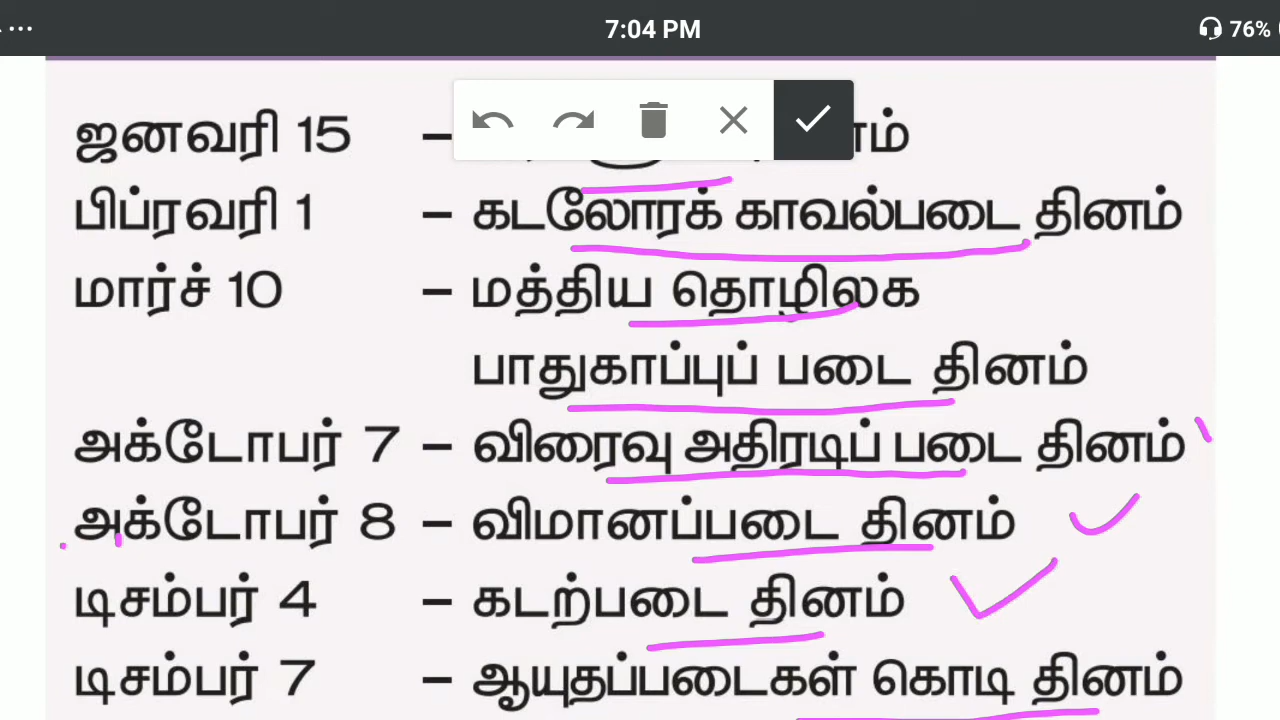 7:04 PM
76%
ஜனவரி 15 –
பிப்ரவரி 1 – கடலோரக் காவல்படை தினம்
மார்ச் 10 – மத்திய தொழிலக
பாதுகாப்புப் படை தினம்
அக்டோபர் 7 – விரைவு அதிரடிப் படை தினம்
அக்டோபர் 8 – விமானப்படை தினம்
டிசம்பர் 4 – கடற்படை தினம்
டிசம்பர் 7 – ஆயுதப்படைகள் கொடி தினம்